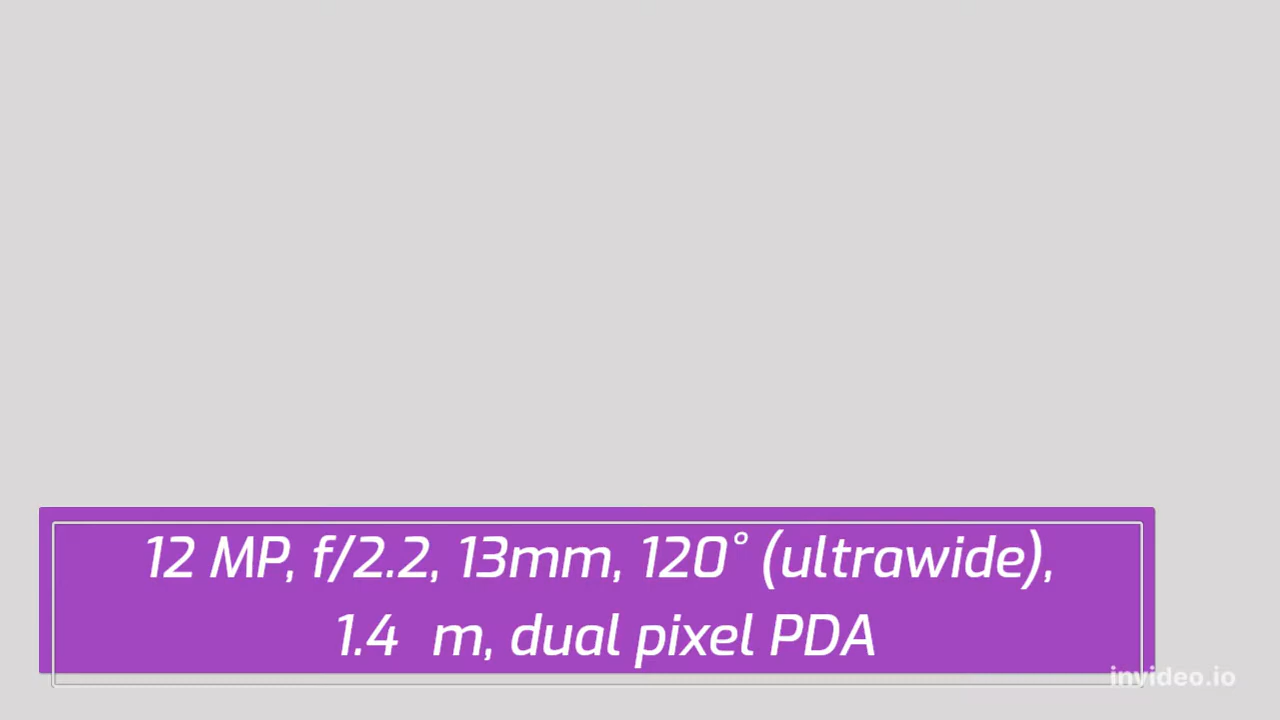 12 MP, f/2.2, 13mm, 120° (ultrawide),
1.4 m, dual pixel PDA
invideo.io